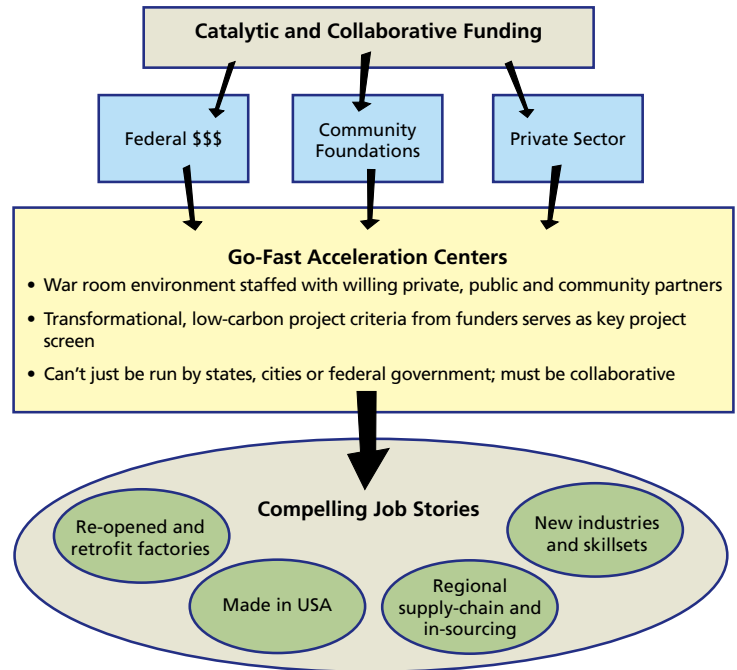 Catalytic and Collaborative Funding
Federal $$$
Community
Foundations
Private Sector
Go-Fast Acceleration Centers
• War room environment staffed with willing private, public and community partners
• Transformational, low-carbon project criteria from funders serves as key project
screen
• Can't just be run by states, cities or federal government; must be collaborative
Compelling Job Stories
Re-opened and
retrofit factories
Made in USA
Regional
supply-chain and
in-sourcing
New industries
and skillsets